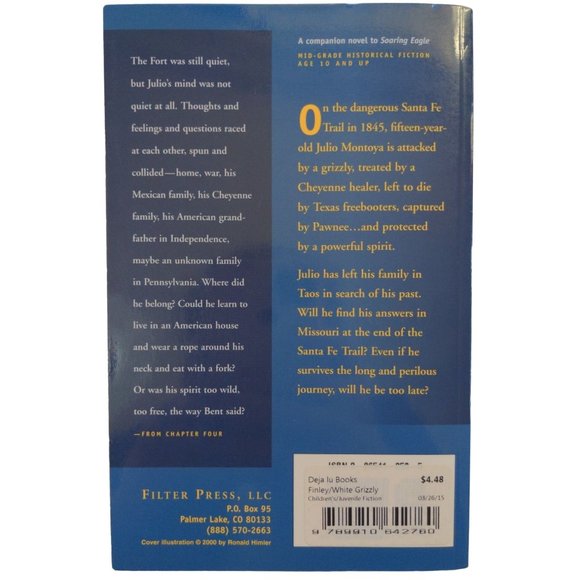 The Fort was still quiet,
but Julio's mind was not
quiet at all. Thoughts and
feelings and questions raced
at each other, spun and
collided—home, war, his
Mexican family, his Cheyenne
family, his American grand-
father in Independence,
maybe an unknown family
in Pennsylvania. Where did
he belong? Could he learn to
live in an American house
and wear a rope around his
neck and eat with a fork?
Or was his spirit too wild,
too free, the way Bent said?
—FROM CHAPTER FOUR
A companion novel to Soaring Eagle
MID-GRADE HISTORICAL FICTION
AGE 10 AND UP
On the dangerous Santa Fe
Trail in 1845, fifteen-year-
old Julio Montoya is attacked
by a grizzly, treated by a
Cheyenne healer, left to die
by Texas freebooters, captured
by Pawnee...and protected
by a powerful spirit.
Julio has left his family in
Taos in search of his past.
Will he find his answers in
Missouri at the end of the
Santa Fe Trail? Even if he
survives the long and perilous
journey, will he be too late?
FILTER PRESS, LLC
P.O. Box 95
Palmer Lake, CO 80133
(888) 570-2663
Cover Illustration © 2000 by Ronald Himler
Deja Iu Books
$4.48
Finley/White Grizzly
Children's/Juvenile Fiction
03/26/15
9 789910 642760